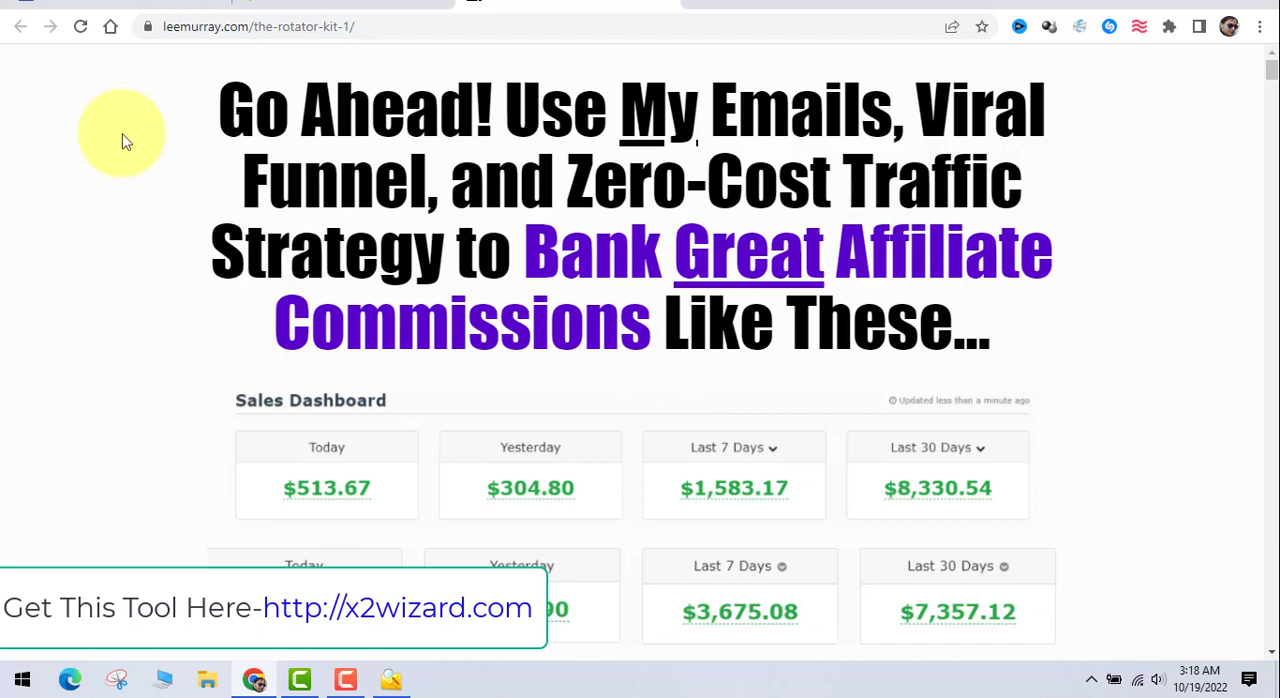 leemurray.com/the-rotator-kit-1/
Go Ahead! Use My Emails, Viral
Funnel, and Zero-Cost Traffic
Strategy to Bank Great Affiliate
Commissions Like These...
Sales Dashboard
Updated less than a minute ago
Today Yesterday Last 7 Days Last 30 Days
$513.67 $304.80 $1,583.17 $8,330.54
Today Yesterday Last 7 Days Last 30 Days
$3,675.08 $7,357.12
Get This Tool Here-http://x2wizard.com
3:18 AM
10/19/2022